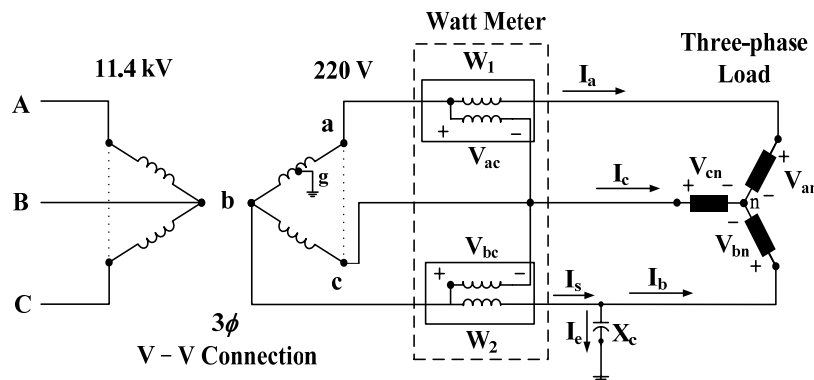 Watt Meter
11.4 kV
220 V
W1
Three-phase
Load
A
a
Ia
+ −
Vac
g
Vcn
+ −
+
−
Van
B
b
Ic
n
Vbc
−
Vbn
+
+ −
c
Is
Ib
C
W2
Ie
Xc
3ϕ
V – V Connection